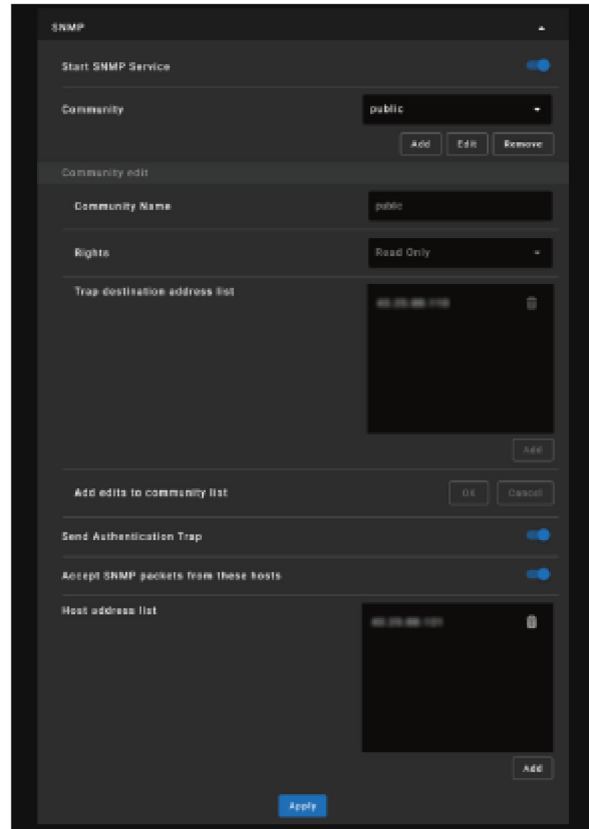 SNMP
Start SNMP Service
Community
public
Add Edit Remove
Community edit
Community Name
public
Rights
Read Only
Trap destination address list
Add
Add edits to community list
OK Cancel
Send Authentication Trap
Accept SNMP packets from these hosts
Host address list
Add
Apply